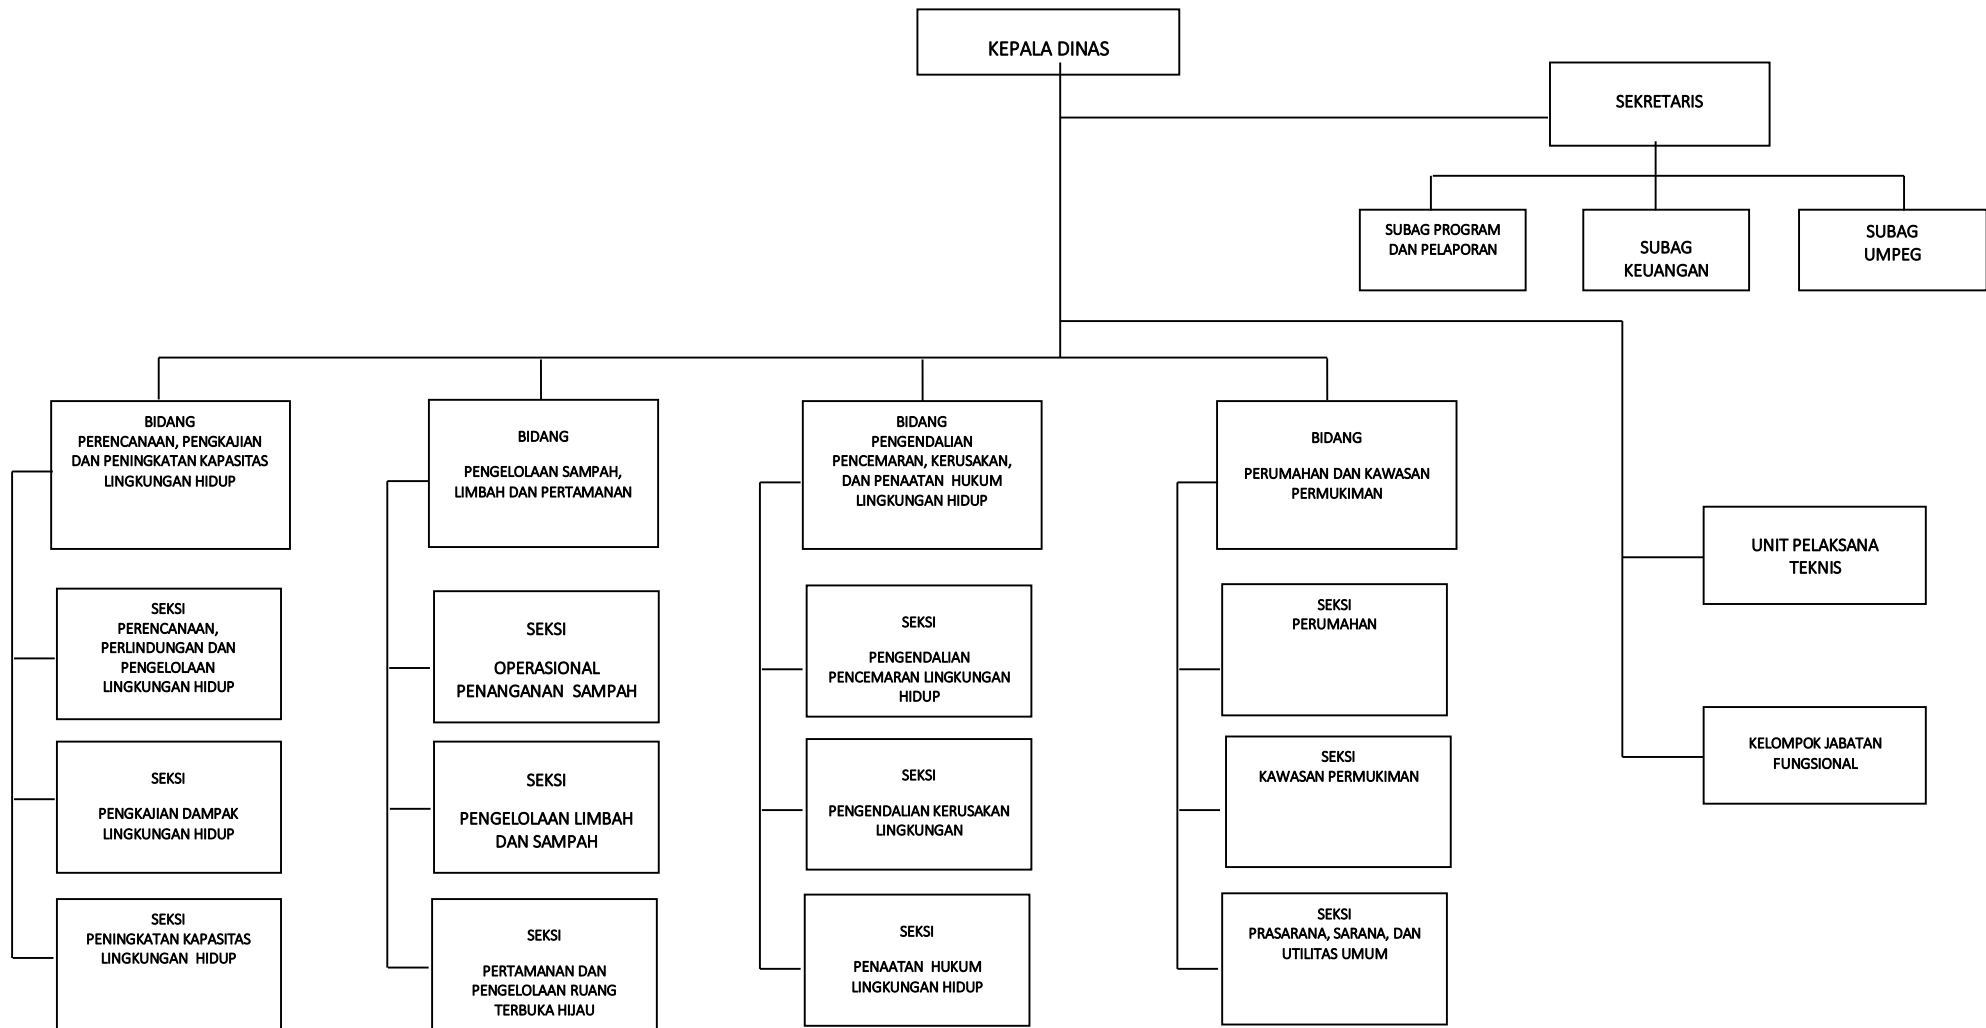 KEPALA DINAS
SEKRETARIS
SUBAG PROGRAM
DAN PELAPORAN
SUBAG
KEUANGAN
SUBAG
UMPEG
BIDANG
PERENCANAAN, PENGKAJIAN
DAN PENINGKATAN KAPASITAS
LINGKUNGAN HIDUP
BIDANG
PENGELOLAAN SAMPAH,
LIMBAH DAN PERTAMANAN
BIDANG
PENGENDALIAN
PENCEMARAN, KERUSAKAN,
DAN PENAATAN HUKUM
LINGKUNGAN HIDUP
BIDANG
PERUMAHAN DAN KAWASAN
PERMUKIMAN
UNIT PELAKSANA
TEKNIS
SEKSI
PERENCANAAN,
PERLINDUNGAN DAN
PENGELOLAAN
LINGKUNGAN HIDUP
SEKSI
OPERASIONAL
PENANGANAN SAMPAH
SEKSI
PENGENDALIAN
PENCEMARAN LINGKUNGAN
HIDUP
SEKSI
PERUMAHAN
KELOMPOK JABATAN
FUNGSIONAL
SEKSI
PENGKAJIAN DAMPAK
LINGKUNGAN HIDUP
SEKSI
PENGELOLAAN LIMBAH
DAN SAMPAH
SEKSI
PENGENDALIAN KERUSAKAN
LINGKUNGAN
SEKSI
KAWASAN PERMUKIMAN
SEKSI
PENINGKATAN KAPASITAS
LINGKUNGAN HIDUP
SEKSI
PERTAMANAN DAN
PENGELOLAAN RUANG
TERBUKA HIJAU
SEKSI
PENAATAN HUKUM
LINGKUNGAN HIDUP
SEKSI
PRASARANA, SARANA, DAN
UTILITAS UMUM